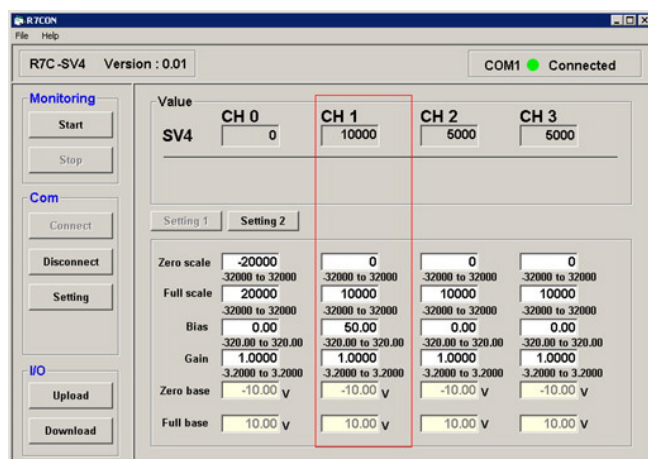 R7CON
File Help
R7C-SV4 Version : 0.01
COM1 Connected
Monitoring
Start
Stop
Com
Connect
Disconnect
Setting
I/O
Upload
Download
Value
CH 0 CH 1 CH 2 CH 3
SV4 0 10000 5000 5000
Setting 1 Setting 2
Zero scale -20000 0 0 0
-32000 to 32000 -32000 to 32000 -32000 to 32000 -32000 to 32000
Full scale 20000 10000 10000 10000
-32000 to 32000 -32000 to 32000 -32000 to 32000 -32000 to 32000
Bias 0.00 50.00 0.00 0.00
-320.00 to 320.00 -320.00 to 320.00 -320.00 to 320.00 -320.00 to 320.00
Gain 1.0000 1.0000 1.0000 1.0000
-3.2000 to 3.2000 -3.2000 to 3.2000 -3.2000 to 3.2000 -3.2000 to 3.2000
Zero base -10.00 V -10.00 V -10.00 V -10.00 V
Full base 10.00 V 10.00 V 10.00 V 10.00 V